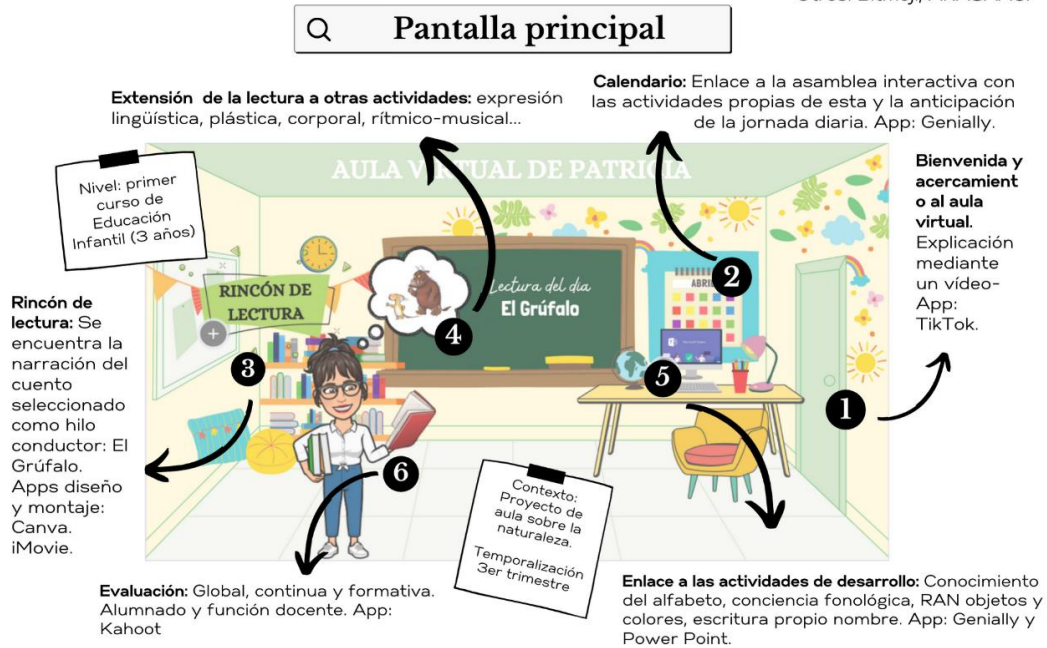 Pantalla principal
Extensión de la lectura a otras actividades: expresión
lingüística, plástica, corporal, rítmico-musical...
Calendario: Enlace a la asamblea interactiva con
las actividades propias de esta y la anticipación
de la jornada diaria. App: Genially.
Nivel: primer
curso de
Educación
Infantil (3 años)
AULA VIRTUAL DE PATRICIA
Bienvenida y
acercamient
o al aula
virtual.
Explicación
mediante
un vídeo-
App:
TikTok.
RINCÓN DE
LECTURA
Lectura del día
El Grúfalo
ABRIL
2
4
3
5
1
6
Rincón de
lectura: Se
encuentra la
narración del
cuento
seleccionado
como hilo
conductor: El
Grúfalo.
Apps diseño
y montaje:
Canva.
iMovie.
Contexto:
Proyecto de
aula sobre la
naturaleza.
Temporalización
3er trimestre
Evaluación: Global, continua y formativa.
Alumnado y función docente. App:
Kahoot
Enlace a las actividades de desarrollo: Conocimiento
del alfabeto, conciencia fonológica, RAN objetos y
colores, escritura propio nombre. App: Genially y
Power Point.